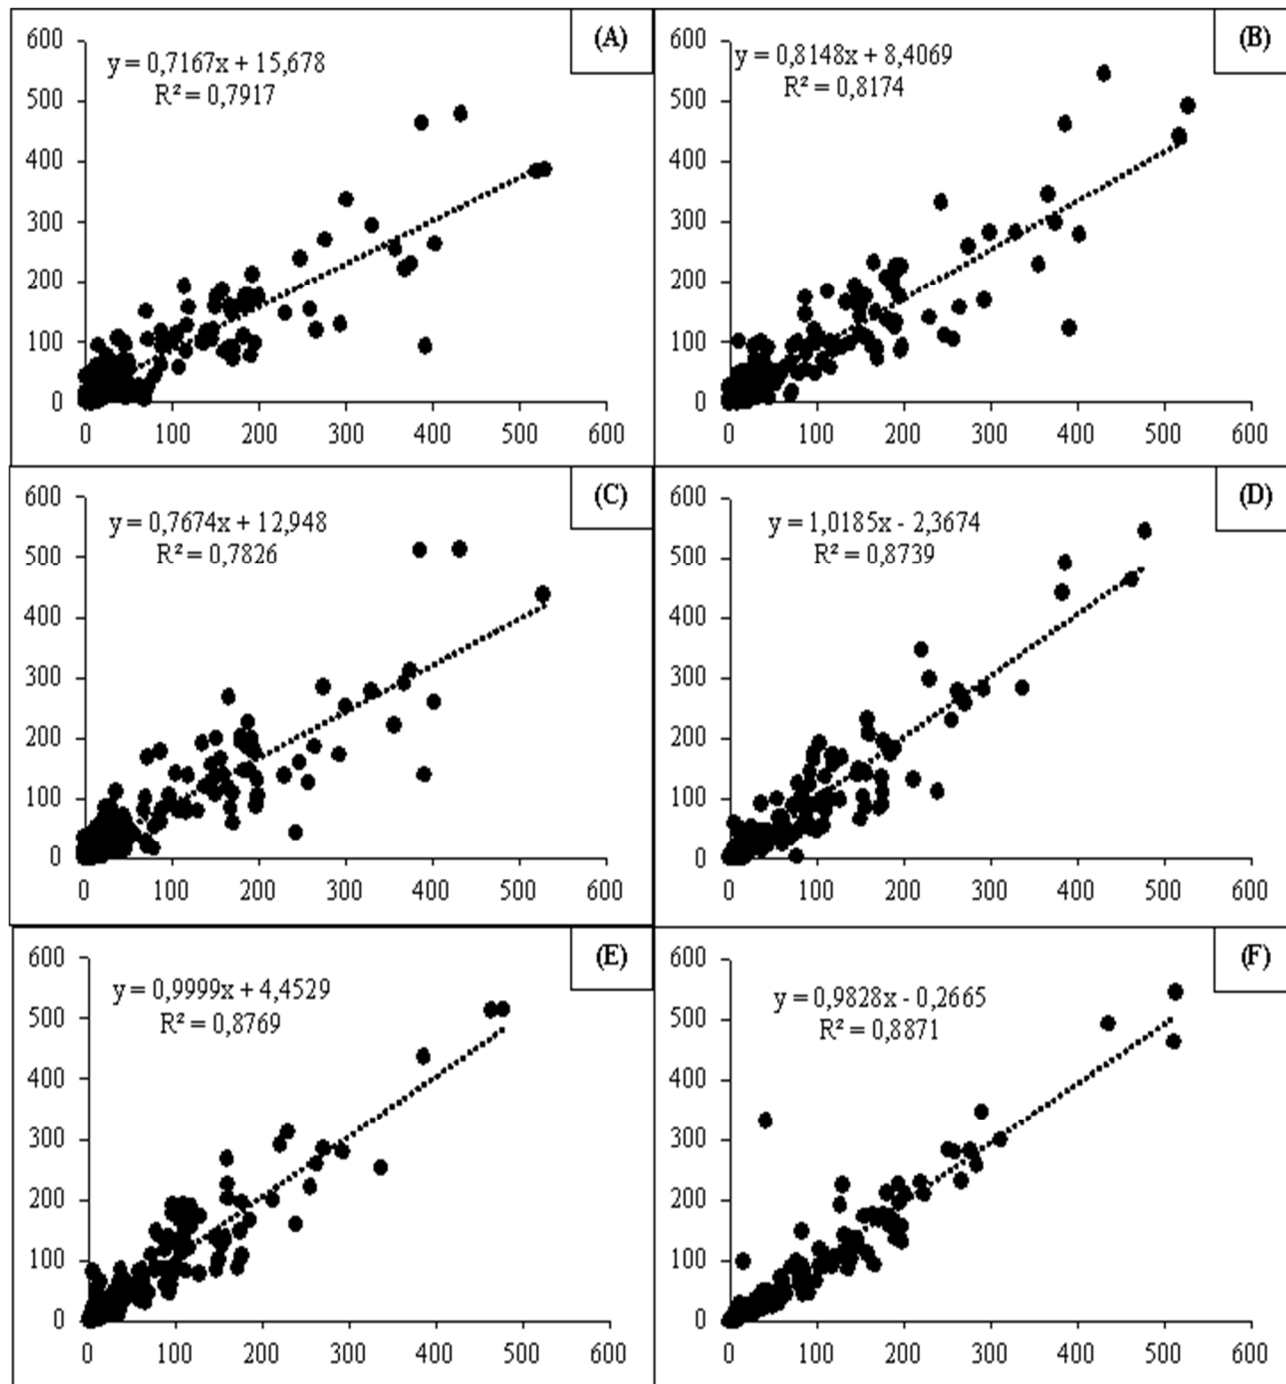 (A)
y = 0,7167x + 15,678
R² = 0,7917
600
500
400
300
200
100
0
0 100 200 300 400 500 600
(B)
y = 0,8148x + 8,4069
R² = 0,8174
600
500
400
300
200
100
0
0 100 200 300 400 500 600
(C)
y = 0,7674x + 12,948
R² = 0,7826
600
500
400
300
200
100
0
0 100 200 300 400 500 600
(D)
y = 1,0185x - 2,3674
R² = 0,8739
600
500
400
300
200
100
0
0 100 200 300 400 500 600
(E)
y = 0,9999x + 4,4529
R² = 0,8769
600
500
400
300
200
100
0
0 100 200 300 400 500 600
(F)
y = 0,9828x - 0,2665
R² = 0,8871
600
500
400
300
200
100
0
0 100 200 300 400 500 600